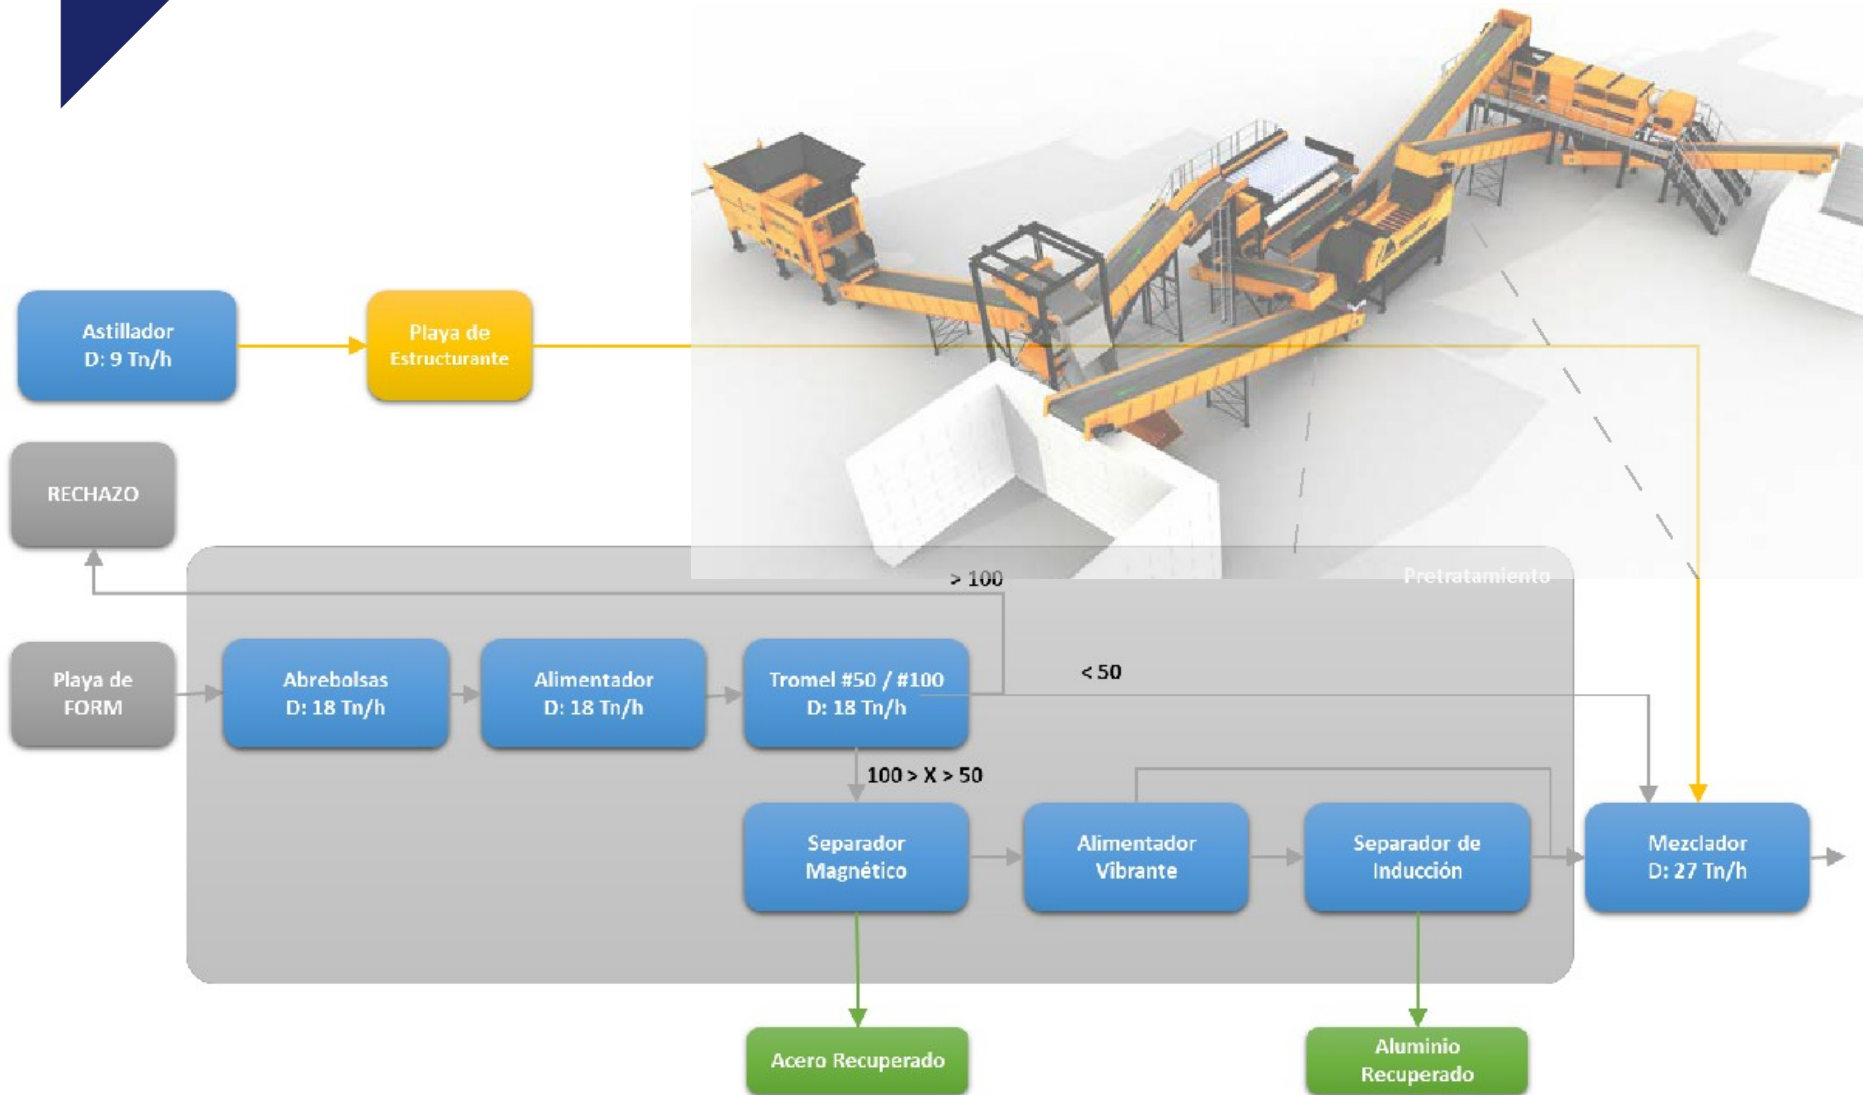 Astillador
D: 9 Tn/h
Playa de
Estructurante
RECHAZO
> 100
Pretratamiento
Playa de
FORM
Abrebolsas
D: 18 Tn/h
Alimentador
D: 18 Tn/h
Tromel #50 / #100
D: 18 Tn/h
< 50
100 > X > 50
Separador
Magnético
Alimentador
Vibrante
Separador de
Inducción
Mezclador
D: 27 Tn/h
Acero Recuperado
Aluminio
Recuperado